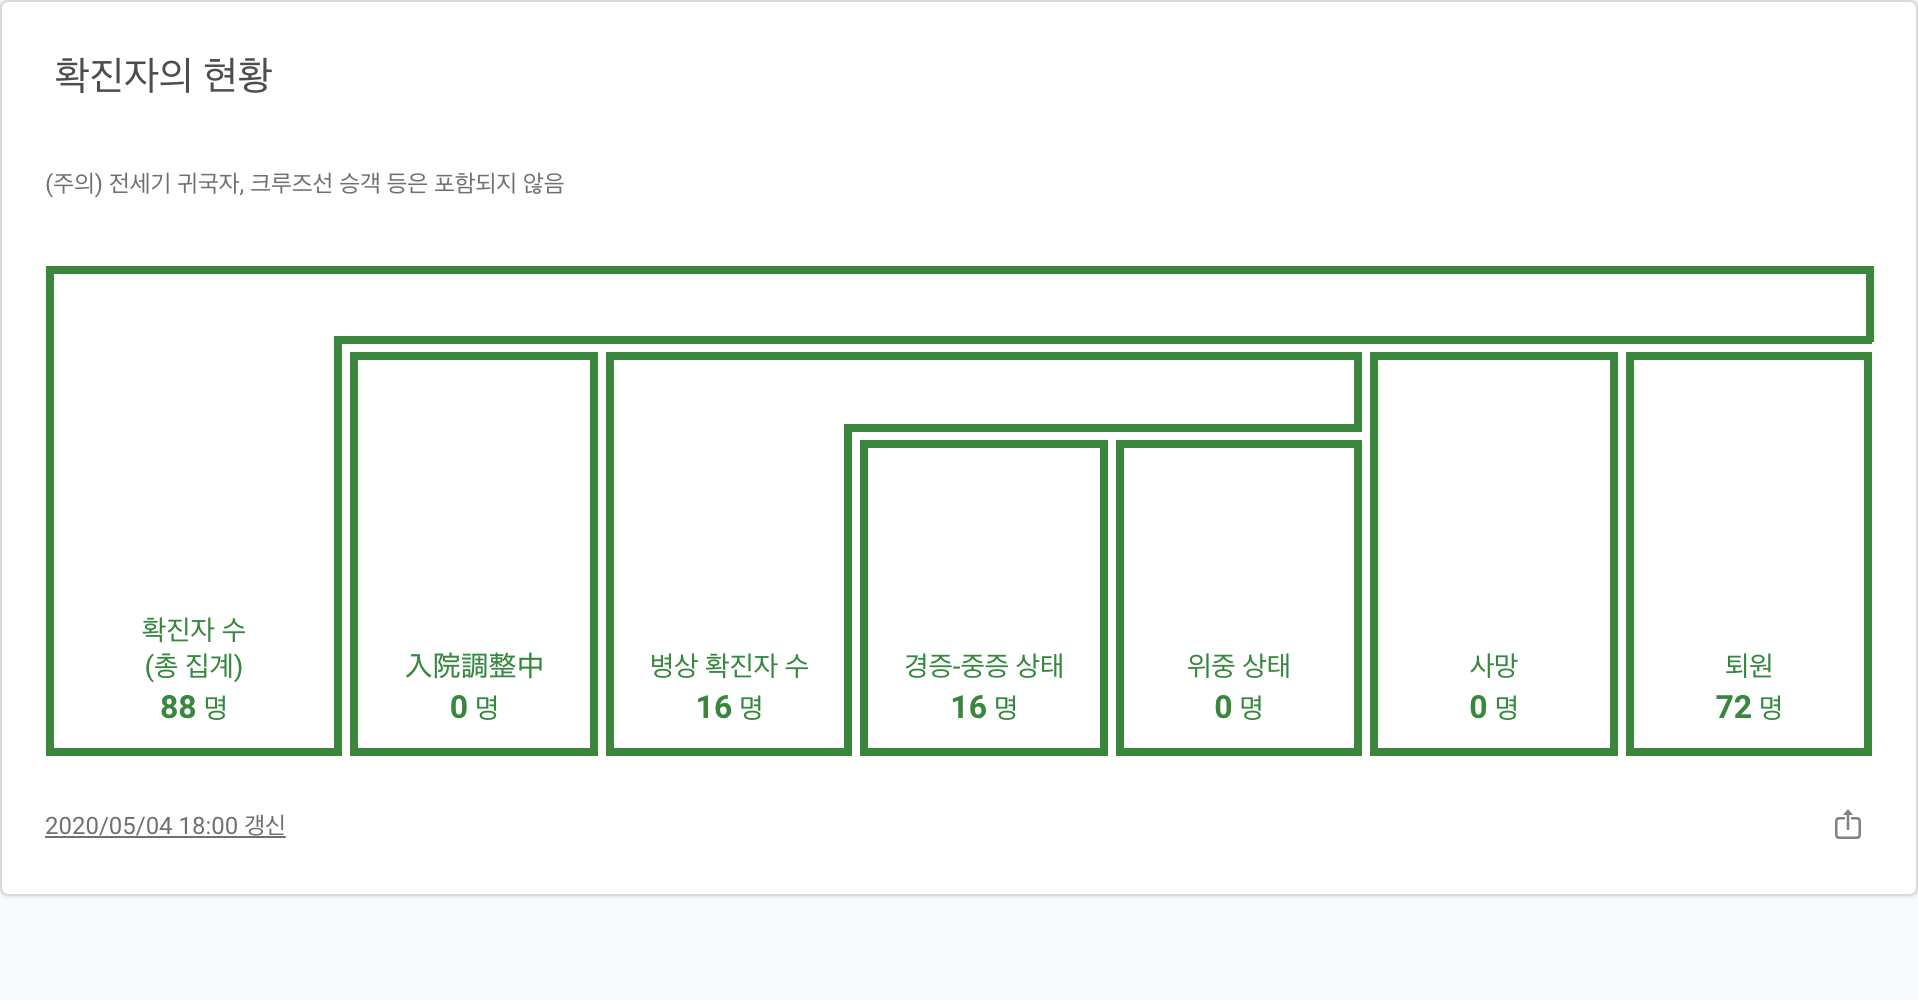 확진자의 현황
(주의) 전세기 귀국자, 크루즈선 승객 등은 포함되지 않음
확진자 수
(총 집계)
88 명
入院調整中
0 명
병상 확진자 수
16 명
경증-중증 상태
16 명
위중 상태
0 명
사망
0 명
퇴원
72 명
2020/05/04 18:00 갱신